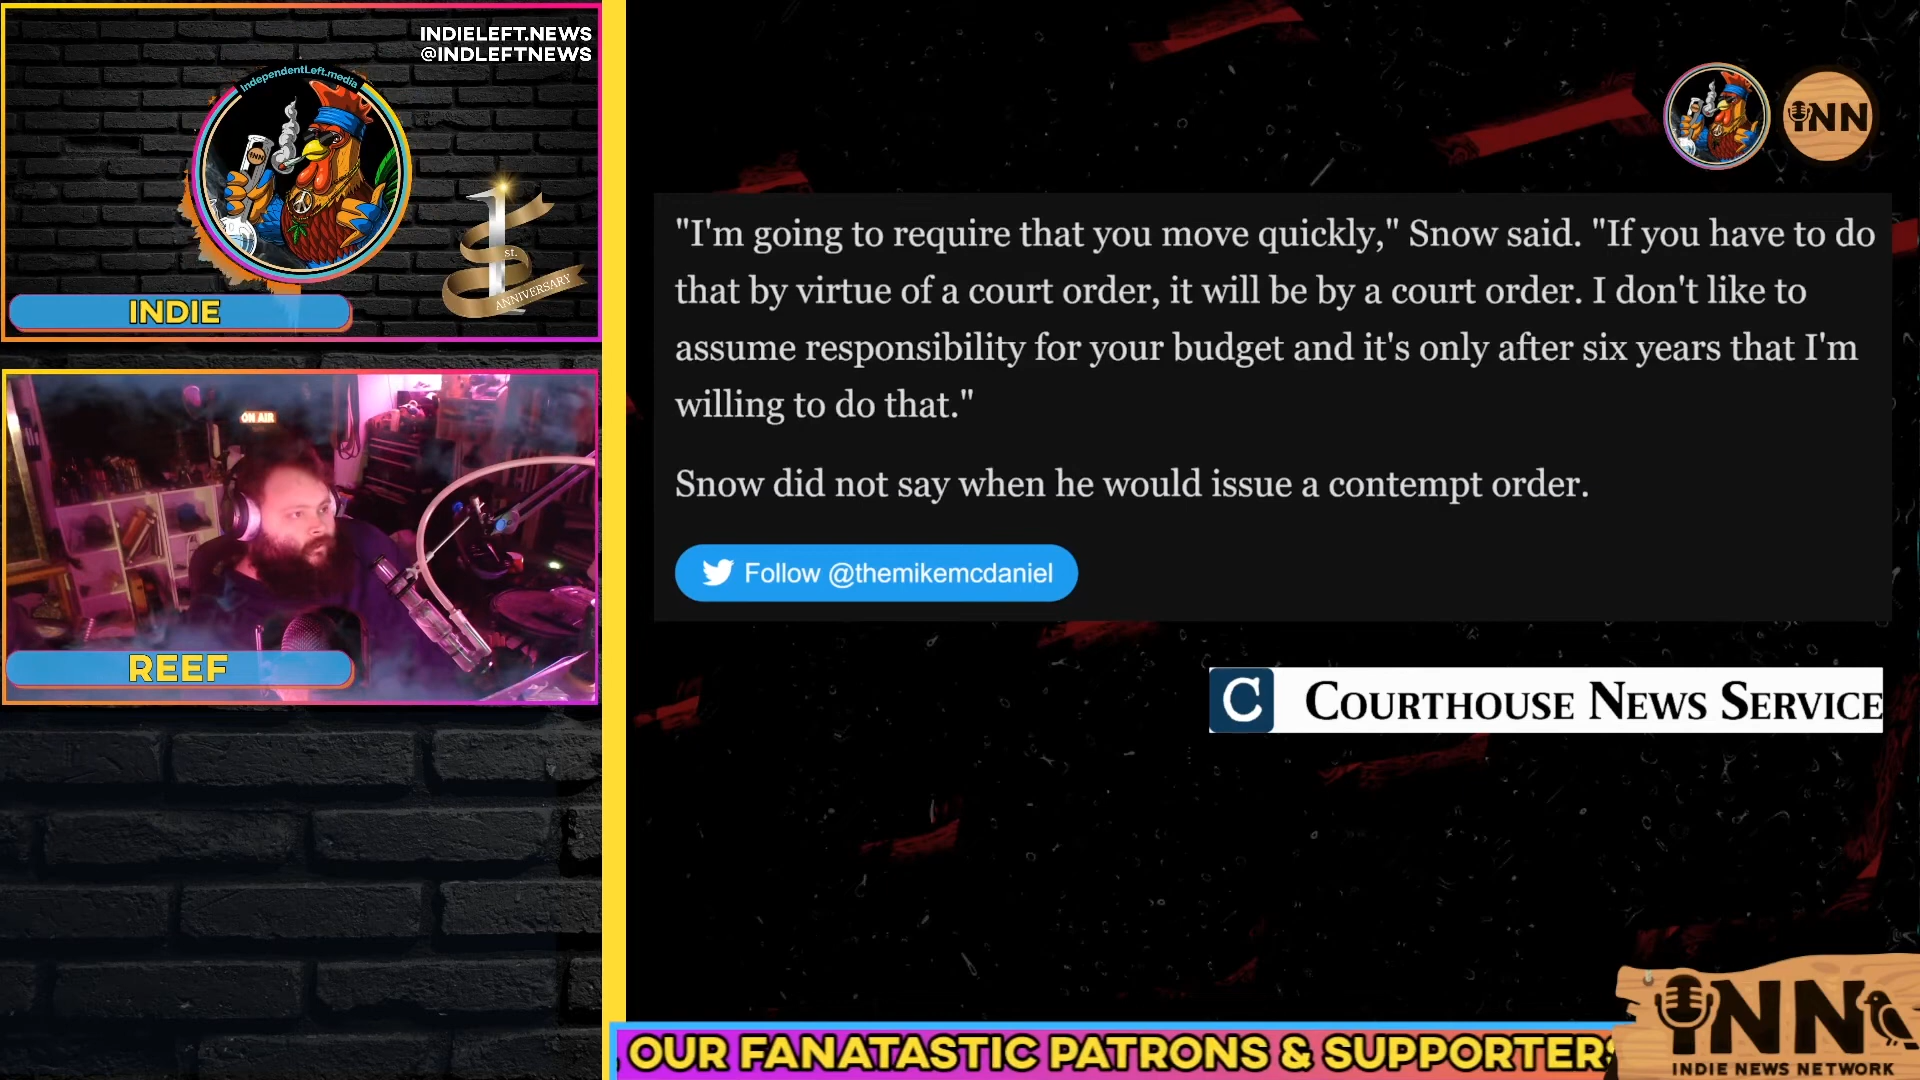 INDIELEFT.NEWS
@INDLEFTNEWS
IndependentLeft.media
INN
1
ST.
ANNIVERSARY
INDIE
ON AIR
REEF
INN
"I'm going to require that you move quickly," Snow said. "If you have to do
that by virtue of a court order, it will be by a court order. I don't like to
assume responsibility for your budget and it's only after six years that I'm
willing to do that."
Snow did not say when he would issue a contempt order.
Follow @themikemcdaniel
C COURTHOUSE NEWS SERVICE
OUR FANATASTIC PATRONS & SUPPORTERS
INN
INDIE NEWS NETWORK